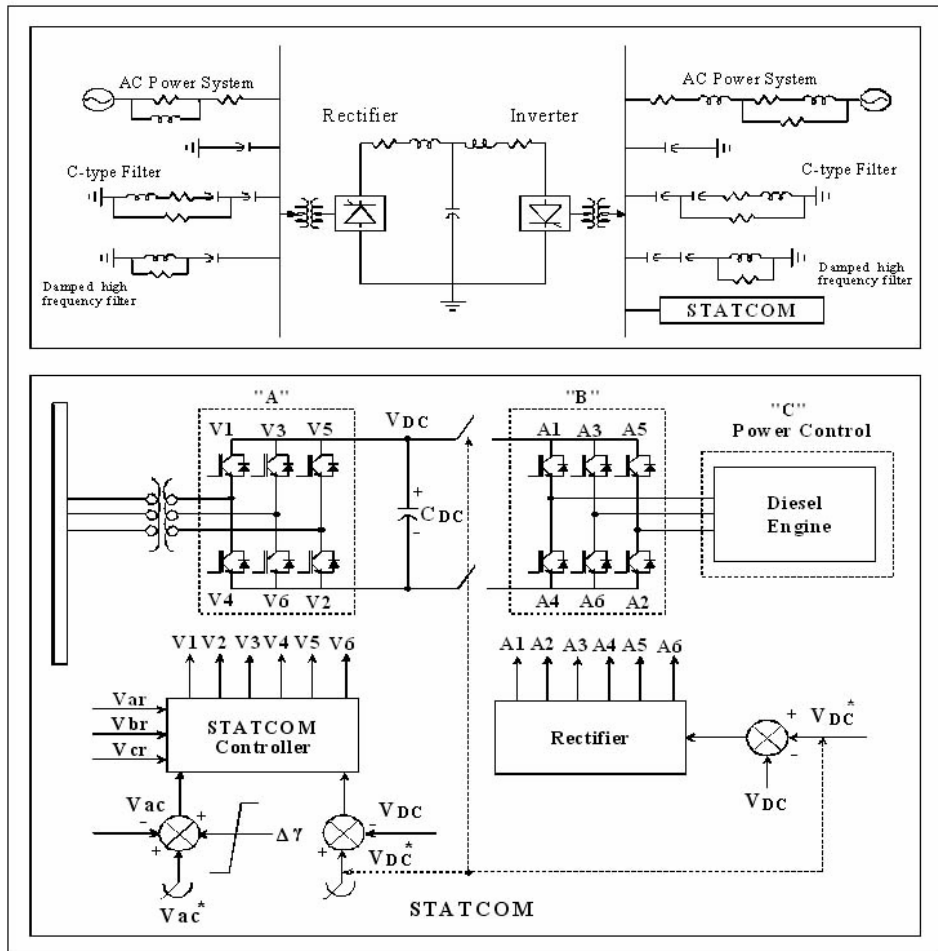 AC Power System
AC Power System
Rectifier
Inverter
C-type Filter
C-type Filter
Damped high
frequency filter
Damped high
frequency filter
STATCOM
"A"
"B"
"C"
Power Control
V1 V3 V5
VDC
A1 A3 A5
+
CDC
-
Diesel
Engine
V4 V6 V2
A4 A6 A2
V1 V2 V3 V4 V5 V6
A1 A2 A3 A4 A5 A6
Var
Vbr
Vcr
STATCOM
Controller
Rectifier
+
VDC*
-
VDC
Vac
-
+
+
Δγ
-
VDC
+
VDC*
Vac*
STATCOM